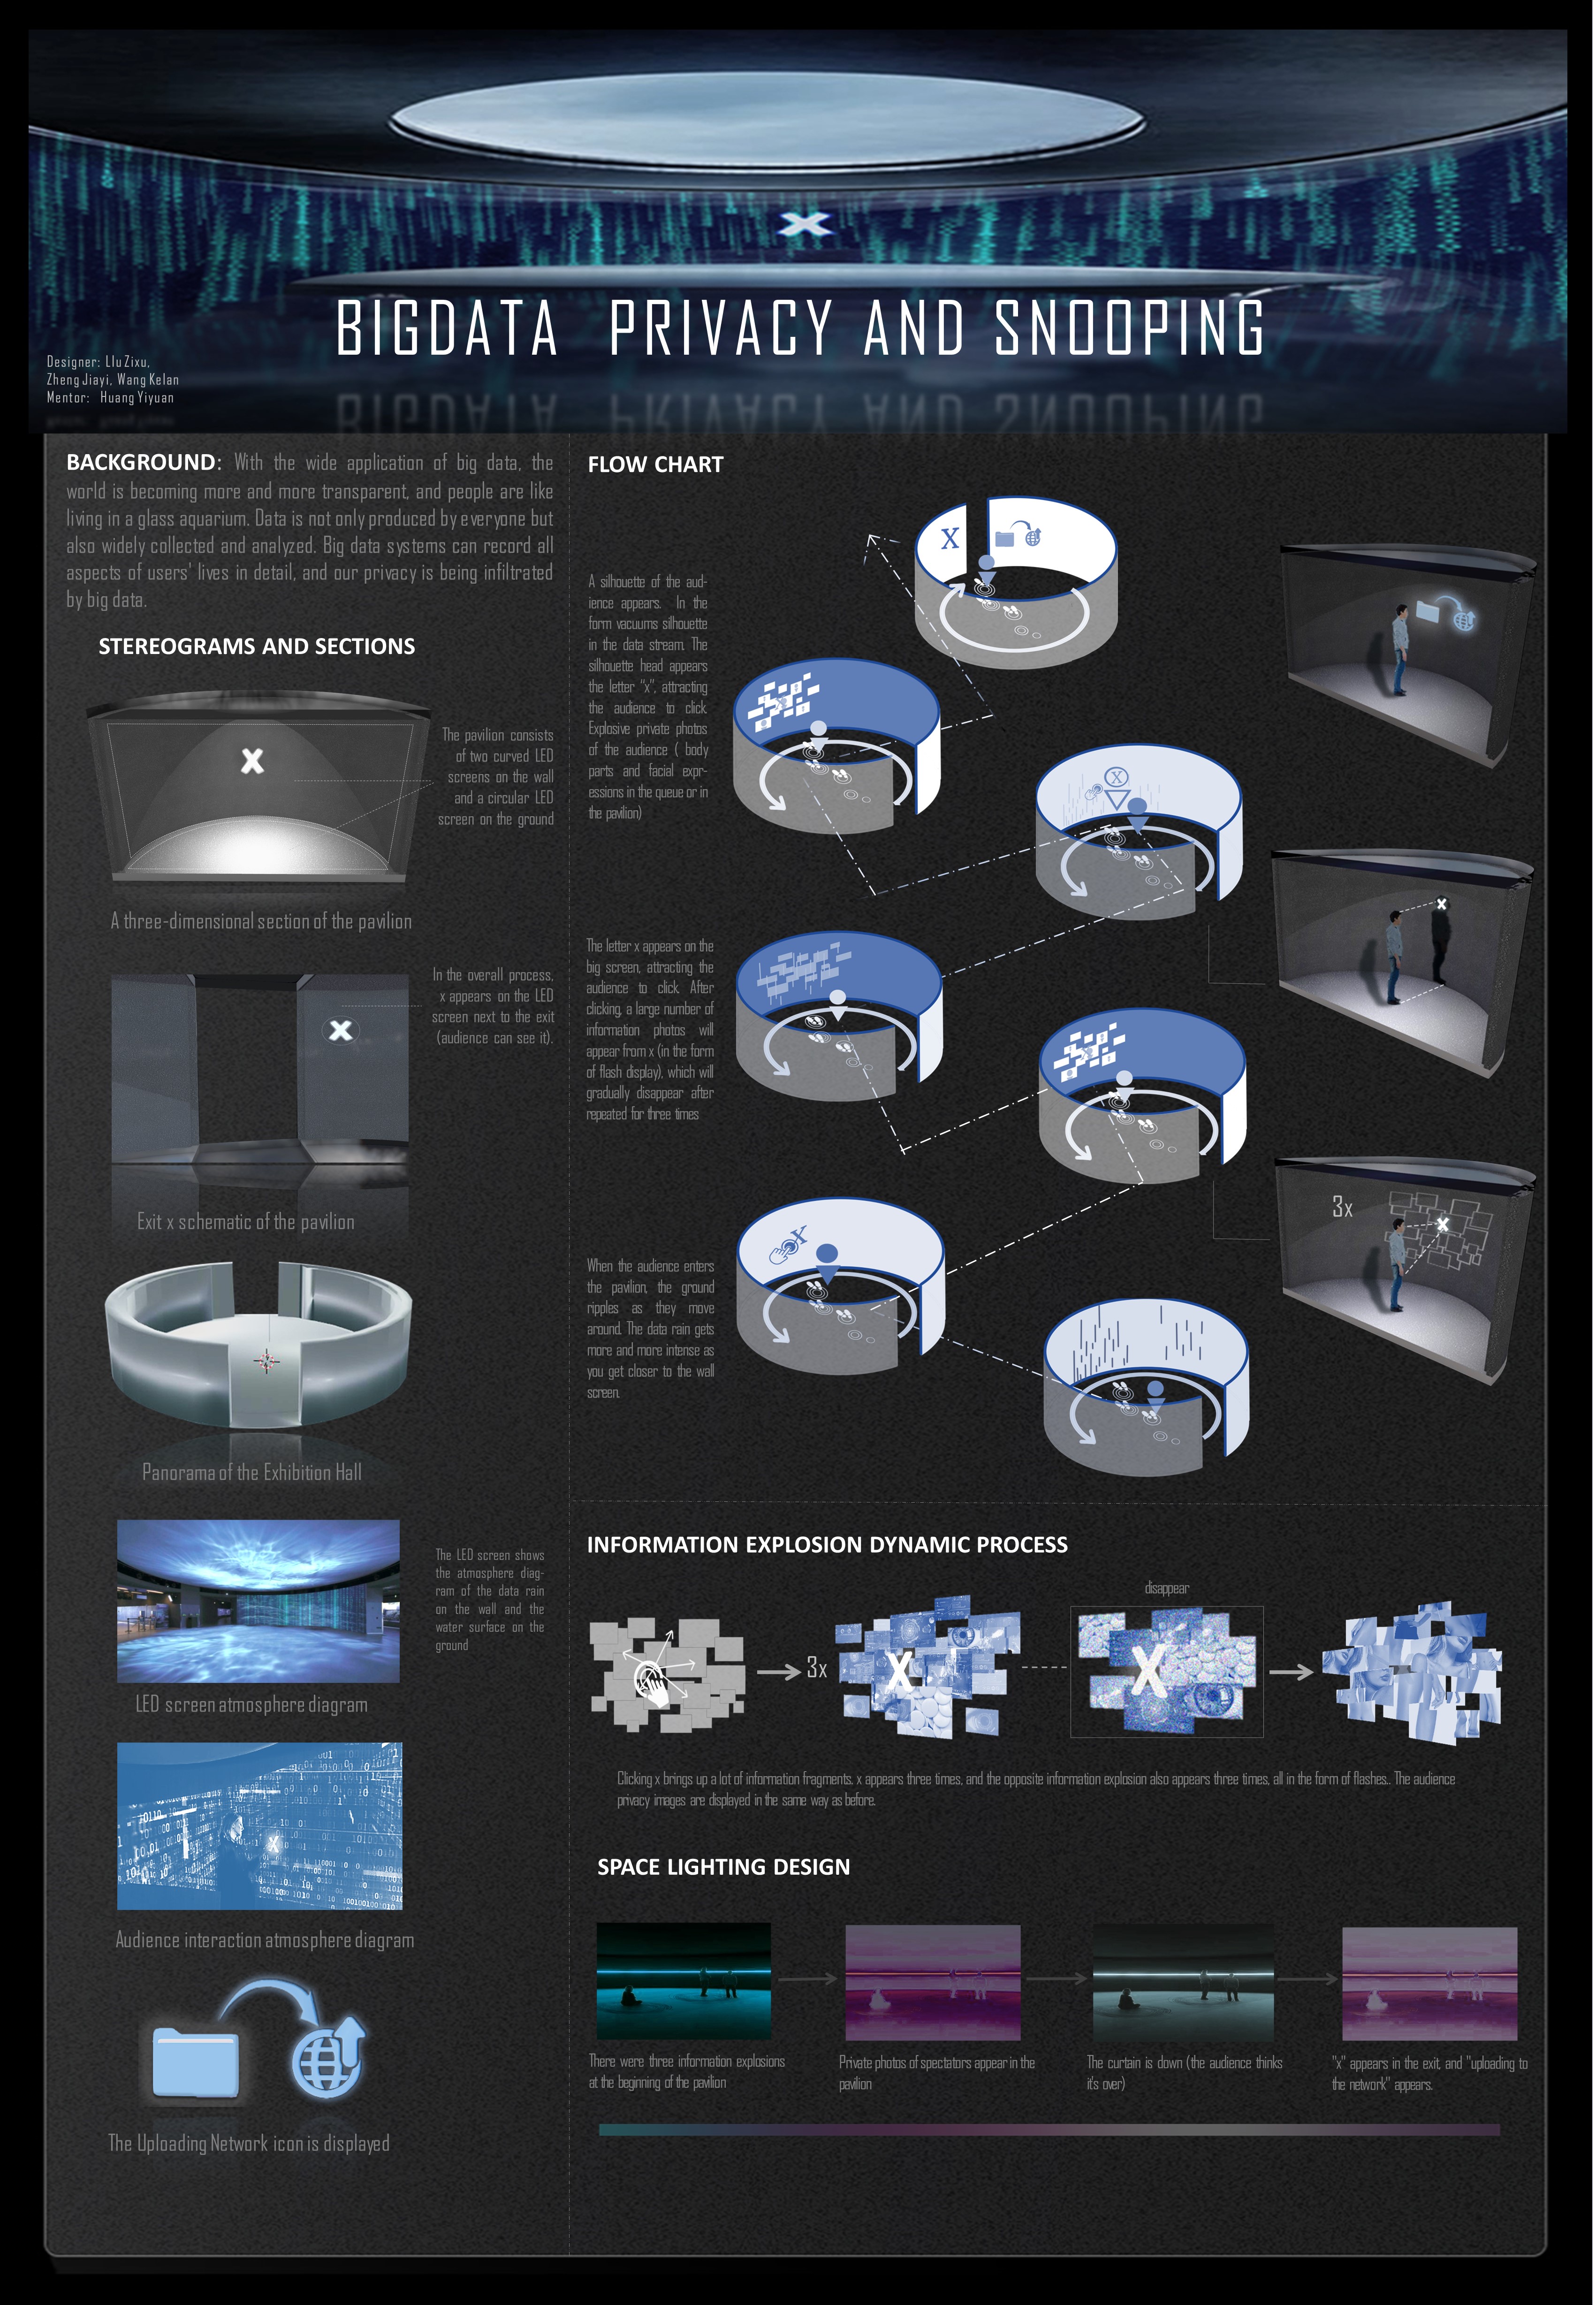 BIGDATA PRIVACY AND SNOOPING
Designer: LIu Zixu,
Zheng Jiayi, Wang Kelan
Mentor: Huang Yiyuan
BACKGROUND: With the wide application of big data, the
world is becoming more and more transparent, and people are like
living in a glass aquarium. Data is not only produced by everyone but
also widely collected and analyzed. Big data systems can record all
aspects of users' lives in detail, and our privacy is being infiltrated
by big data.
STEREOGRAMS AND SECTIONS
X
The pavilion consists
of two curved LED
screens on the wall
and a circular LED
screen on the ground
A three-dimensional section of the pavilion
In the overall process,
x appears on the LED
screen next to the exit
(audience can see it).
X
Exit x schematic of the pavilion
Panorama of the Exhibition Hall
The LED screen shows
the atmosphere diag-
ram of the data rain
on the wall and the
water surface on the
ground
LED screen atmosphere diagram
X
Audience interaction atmosphere diagram
The Uploading Network icon is displayed
FLOW CHART
X
A silhouette of the aud-
ience appears. In the
form vacuums silhouette
in the data stream. The
silhouette head appears
the letter "x", attracting
the audience to click.
Explosive private photos
of the audience ( body
parts and facial expr-
essions in the queue or in
the pavilion)
X
X
The letter x appears on the
big screen, attracting the
audience to click. After
clicking, a large number of
information photos will
appear from x (in the form
of flash display), which will
gradually disappear after
repeated for three times
3x
X
X
When the audience enters
the pavilion, the ground
ripples as they move
around. The data rain gets
more and more intense as
you get closer to the wall
screen.
INFORMATION EXPLOSION DYNAMIC PROCESS
disappear
3x
X
X
Clicking x brings up a lot of information fragments. x appears three times, and the opposite information explosion also appears three times, all in the form of flashes.. The audience
privacy images are displayed in the same way as before.
SPACE LIGHTING DESIGN
There were three information explosions
at the beginning of the pavilion
Private photos of spectators appear in the
pavilion
The curtain is down (the audience thinks
it's over)
"x" appears in the exit, and "uploading to
the network" appears.